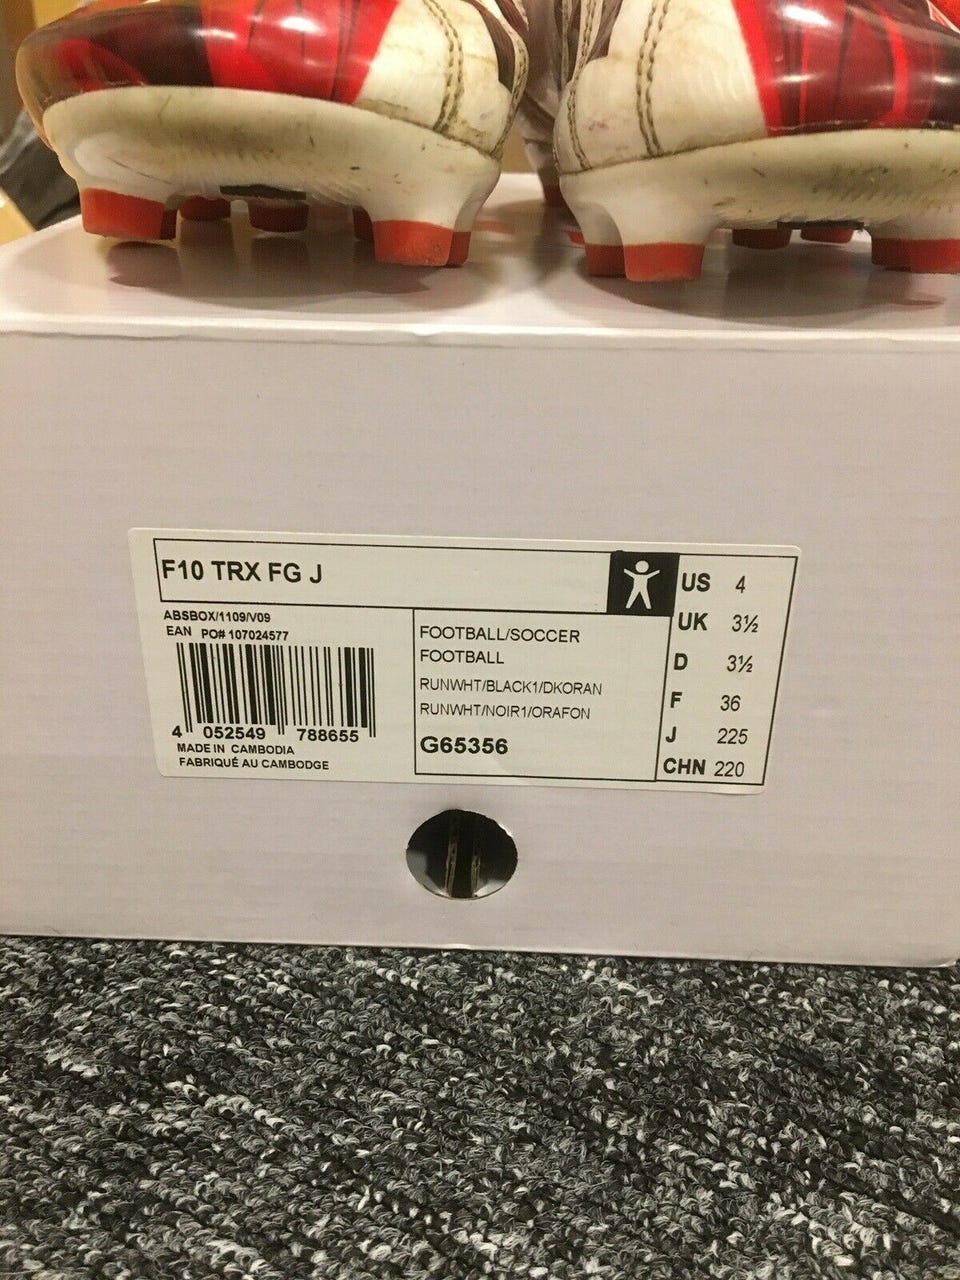 F10 TRX FG J
ABSBOX/1109/V09
EAN PO# 107024577
4 052549 788655
MADE IN CAMBODIA
FABRIQUÉ AU CAMBODGE
FOOTBALL/SOCCER
FOOTBALL
RUNWHT/BLACK1/DKORAN
RUNWHT/NOIR1/ORAFON
G65356
US 4
UK 3½
D 3½
F 36
J 225
CHN 220